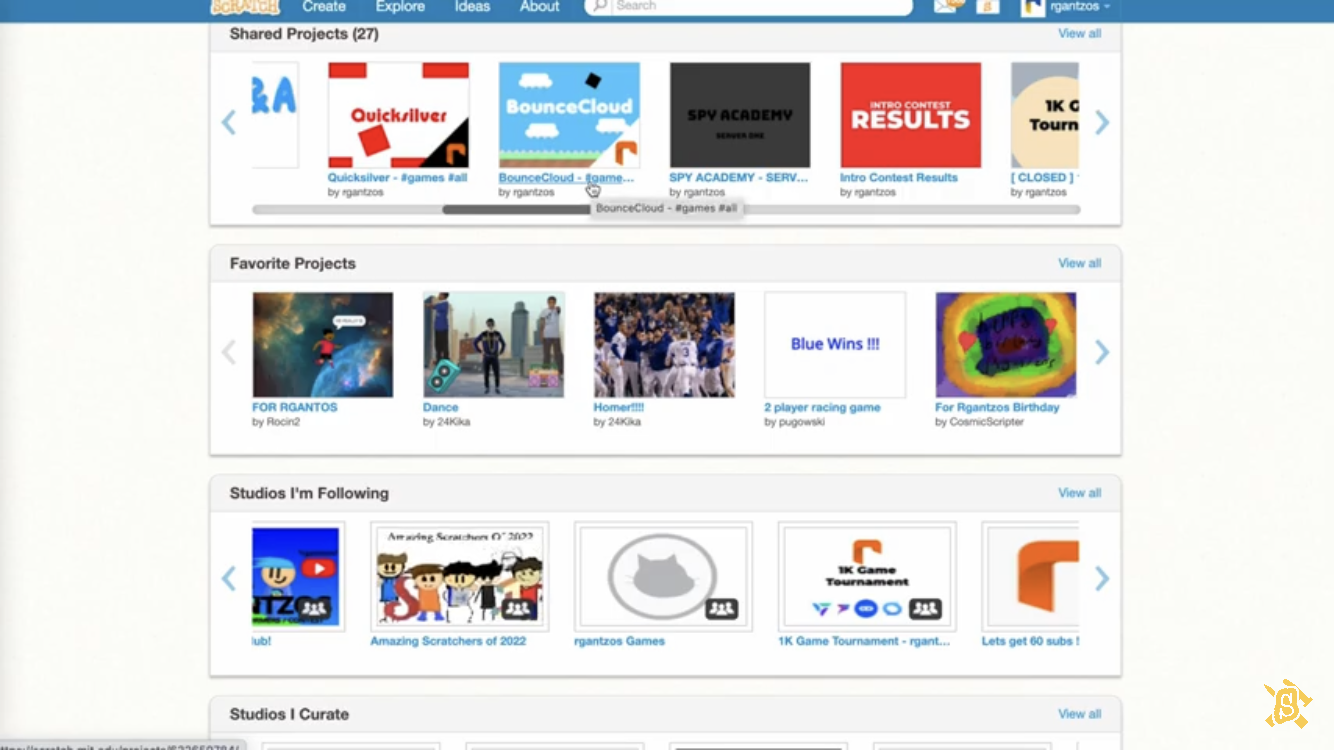 SCRATCH Create Explore Ideas About Search rgantzos
Shared Projects (27) View all
&A
Quicksilver
BounceCloud
SPY ACADEMY
SERVER ONE
INTRO CONTEST
RESULTS
1K G
Tourn
Quicksilver - #games #all
by rgantzos
BounceCloud - #game...
by rgantzos
SPY ACADEMY - SERV...
by rgantzos
Intro Contest Results
by rgantzos
[ CLOSED ]
by rgantzos
BounceCloud - #games #all
Favorite Projects View all
Blue Wins !!!
FOR RGANTOS
by Rocin2
Dance
by 24Kika
Homer!!!!
by 24Kika
2 player racing game
by pugowski
For Rgantzos Birthday
by CosmicScripter
Studios I'm Following View all
NTZOS
Amazing Scratchers Of 2022
1K Game
Tournament
lub!
Amazing Scratchers of 2022
rgantzos Games
1K Game Tournament - rgant...
Lets get 60 subs !
Studios I Curate View all
S